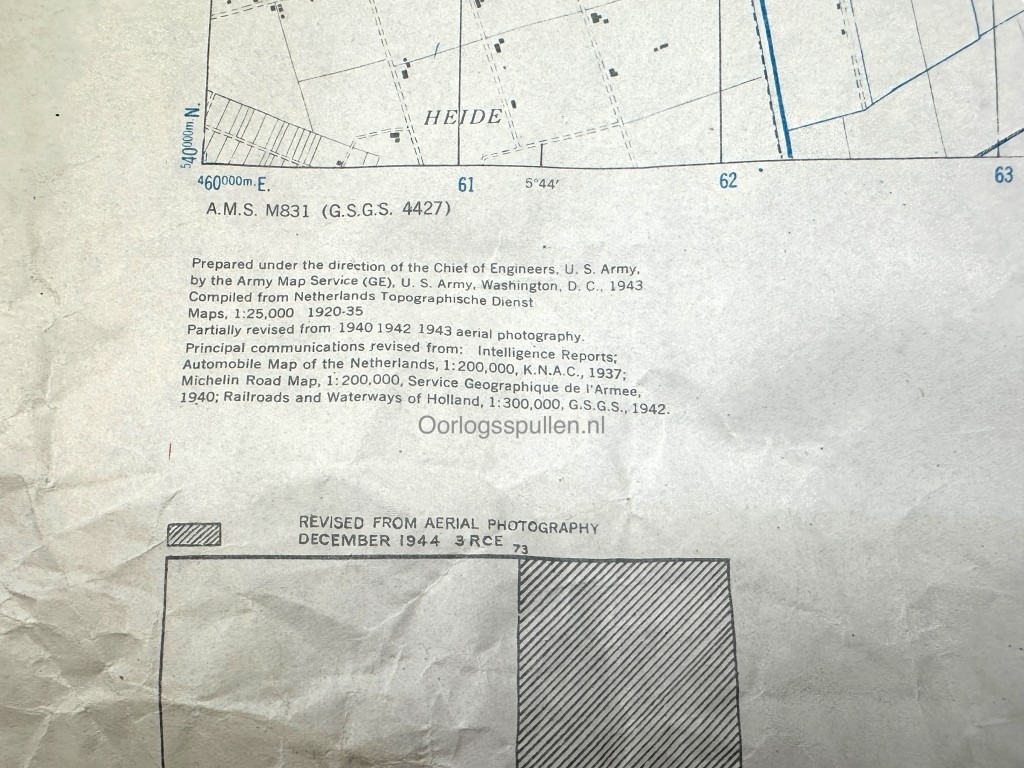 HEIDE
540000m.N.
460000m.E.
61
5°44'
62
63
A.M.S. M831 (G.S.G.S. 4427)
Prepared under the direction of the Chief of Engineers, U. S. Army,
by the Army Map Service (GE), U. S. Army, Washington, D. C., 1943
Compiled from Netherlands Topographische Dienst
Maps, 1:25,000 1920-35
Partially revised from 1940 1942 1943 aerial photography.
Principal communications revised from: Intelligence Reports;
Automobile Map of the Netherlands, 1:200,000, K.N.A.C., 1937;
Michelin Road Map, 1:200,000, Service Geographique de l'Armee,
1940; Railroads and Waterways of Holland, 1:300,000, G.S.G.S., 1942.
Oorlogsspullen.nl
REVISED FROM AERIAL PHOTOGRAPHY
DECEMBER 1944 3 RCE
73